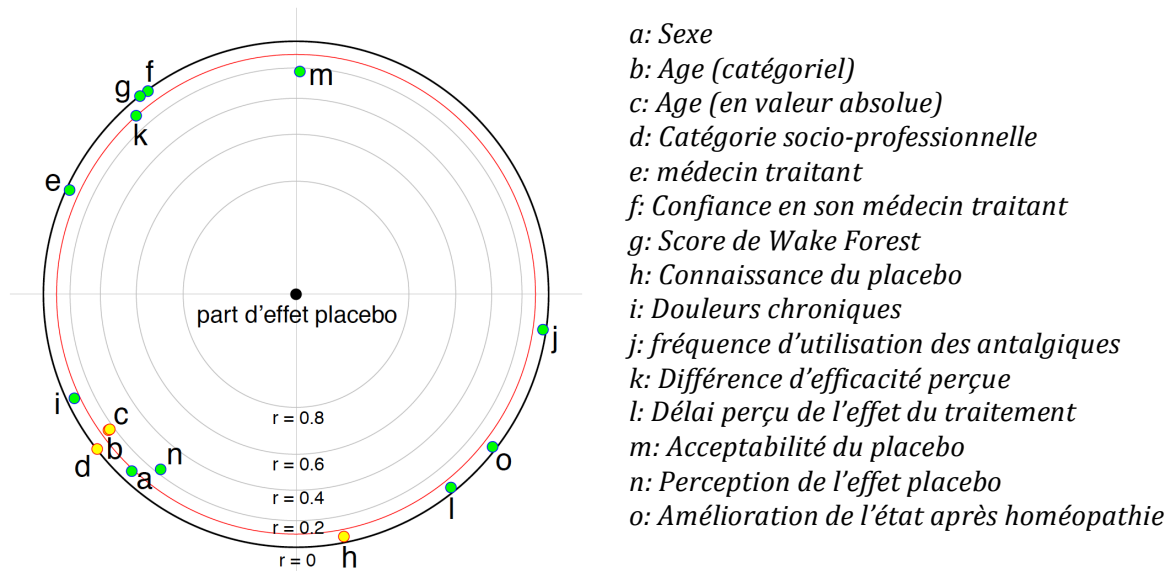 f
g
m
k
e
part d'effet placebo
j
i
c
b
d
a
n
o
l
h
r = 0.8
r = 0.6
r = 0.4
r = 0.2
r = 0
a: Sexe
b: Age (catégoriel)
c: Age (en valeur absolue)
d: Catégorie socio-professionnelle
e: médecin traitant
f: Confiance en son médecin traitant
g: Score de Wake Forest
h: Connaissance du placebo
i: Douleurs chroniques
j: fréquence d'utilisation des antalgiques
k: Différence d'efficacité perçue
l: Délai perçu de l'effet du traitement
m: Acceptabilité du placebo
n: Perception de l'effet placebo
o: Amélioration de l'état après homéopathie